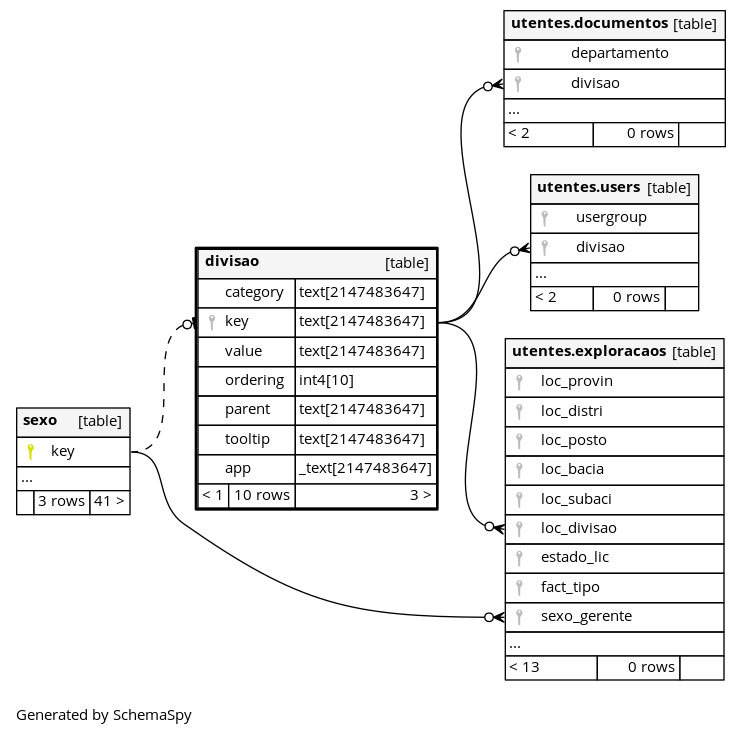 utentes.documentos [table]
departamento
divisao
...
< 2 0 rows
utentes.users [table]
usergroup
divisao
...
< 2 0 rows
divisao [table]
category text[2147483647]
key text[2147483647]
value text[2147483647]
ordering int4[10]
parent text[2147483647]
tooltip text[2147483647]
app _text[2147483647]
< 1 10 rows 3 >
utentes.exploracaos [table]
loc_provin
loc_distri
loc_posto
loc_bacia
loc_subaci
loc_divisao
estado_lic
fact_tipo
sexo_gerente
...
< 13 0 rows
sexo [table]
key
...
3 rows 41 >
Generated by SchemaSpy